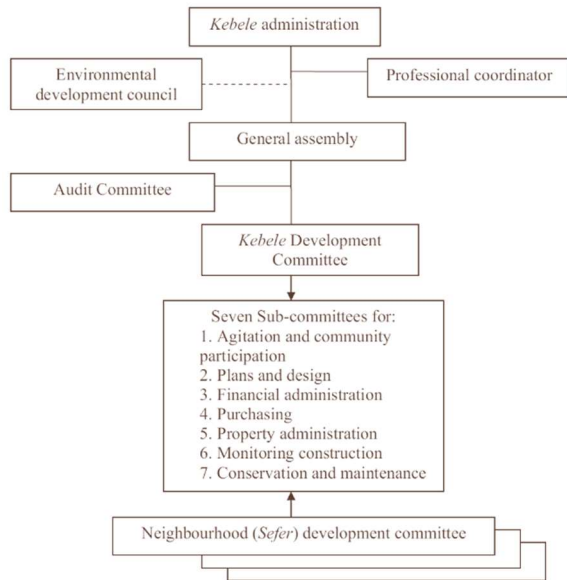 Kebele administration
Environmental
development council
Professional coordinator
General assembly
Audit Committee
Kebele Development
Committee
Seven Sub-committees for:
1. Agitation and community
participation
2. Plans and design
3. Financial administration
4. Purchasing
5. Property administration
6. Monitoring construction
7. Conservation and maintenance
Neighbourhood (Sefer) development committee